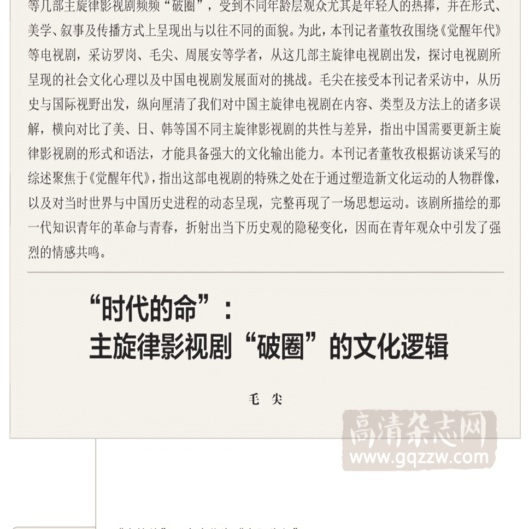 等几部主旋律影视剧频频“破圈”，受到不同年龄层观众尤其是年轻人的热捧，并在形式、
美学、叙事及传播方式上呈现出与以往不同的面貌。为此，本刊记者董牧孜围绕《觉醒年代》
等电视剧，采访罗岗、毛尖、周展安等学者，从这几部主旋律电视剧出发，探讨电视剧所
呈现的社会文化心理以及中国电视剧发展面对的挑战。毛尖在接受本刊记者采访中，从历
史与国际视野出发，纵向厘清了我们对中国主旋律电视剧在内容、类型及方法上的诸多误
解，横向对比了美、日、韩等国不同主旋律影视剧的共性与差异，指出中国需要更新主旋
律影视剧的形式和语法，才能具备强大的文化输出能力。本刊记者董牧孜根据访谈采写的
综述聚焦于《觉醒年代》，指出这部电视剧的特殊之处在于通过塑造新文化运动的人物群像，
以及对当时世界与中国历史进程的动态呈现，完整再现了一场思想运动。该剧所描绘的那
一代知识青年的革命与青春，折射出当下历史观的隐秘变化，因而在青年观众中引发了强
烈的情感共鸣。
“时代的命”：
主旋律影视剧“破圈”的文化逻辑
毛 尖
高清杂志网
www.gqzzw.com